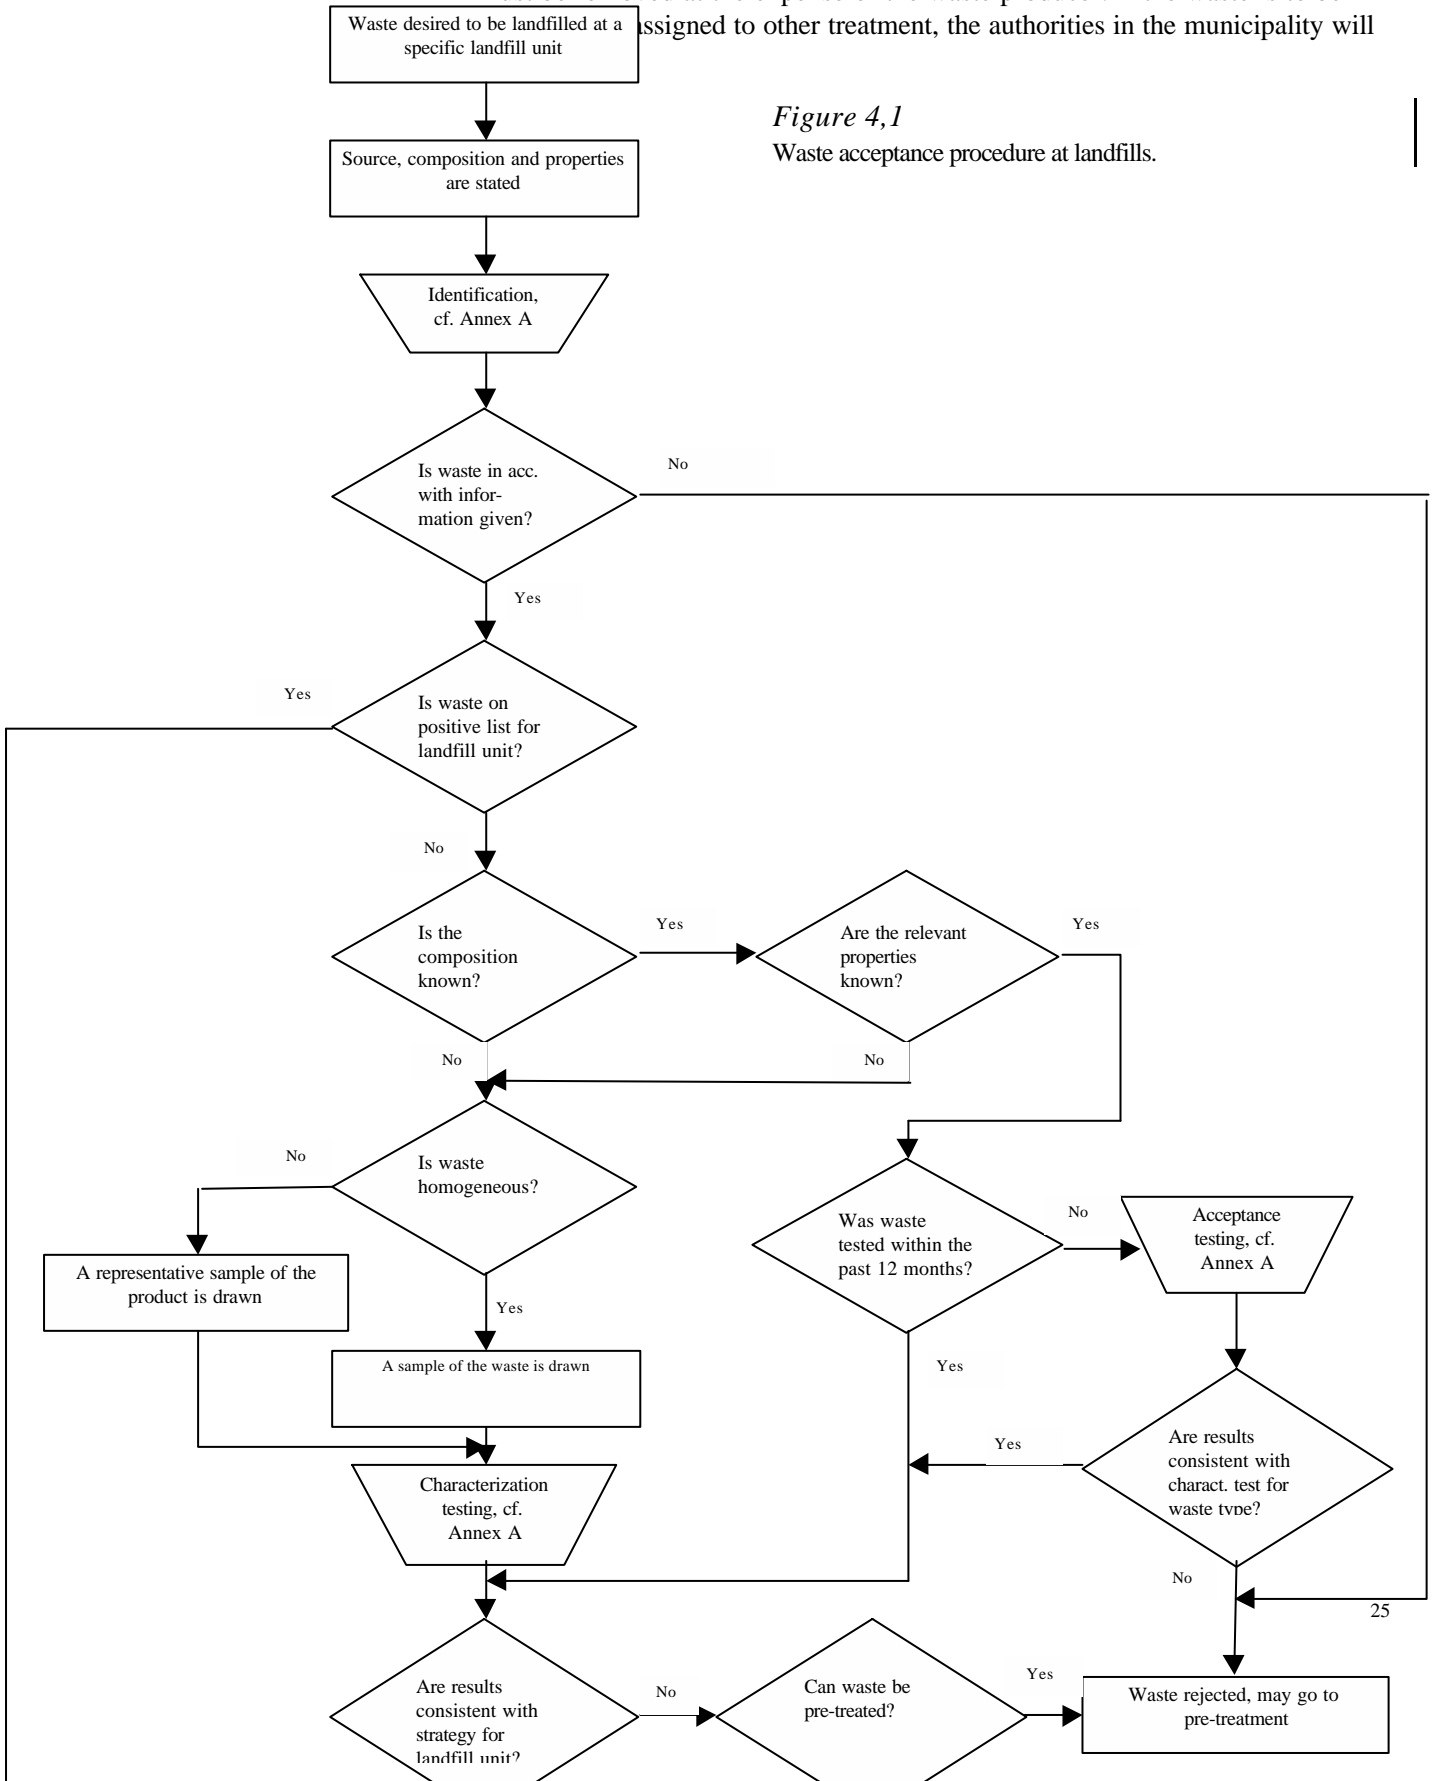 assigned to other treatment, the authorities in the municipality will
Waste desired to be landfilled at a
specific landfill unit
Figure 4,1
Waste acceptance procedure at landfills.
Source, composition and properties
are stated
Identification,
cf. Annex A
Is waste in acc.
with infor-
mation given?
No
Yes
Is waste on
positive list for
landfill unit?
Yes
No
Is the
composition
known?
Yes
Are the relevant
properties
known?
Yes
No
No
Is waste
homogeneous?
No
Yes
A representative sample of the
product is drawn
A sample of the waste is drawn
Was waste
tested within the
past 12 months?
No
Acceptance
testing, cf.
Annex A
Yes
Are results
consistent with
charact. test for
waste type?
Yes
No
Characterization
testing, cf.
Annex A
25
Are results
consistent with
strategy for
landfill unit?
No
Can waste be
pre-treated?
Yes
Waste rejected, may go to
pre-treatment